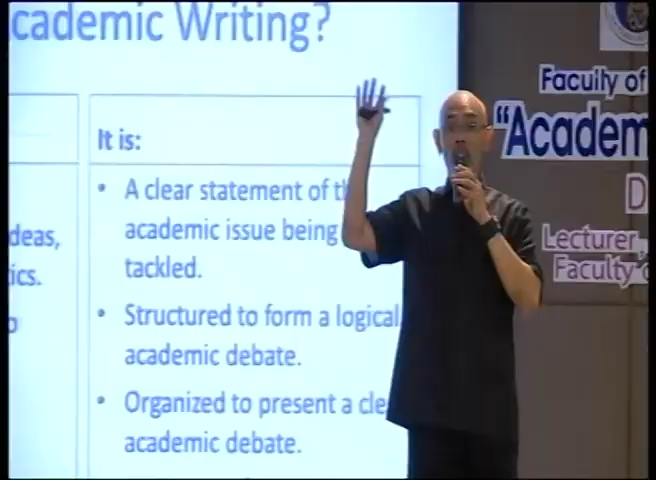 cademic Writing?
It is:
• A clear statement of t
academic issue being
tackled.
• Structured to form a logical
academic debate.
• Organized to present a cle
academic debate.
deas,
ics.
Faculty of
"Academ
D
Lecturer,
Faculty